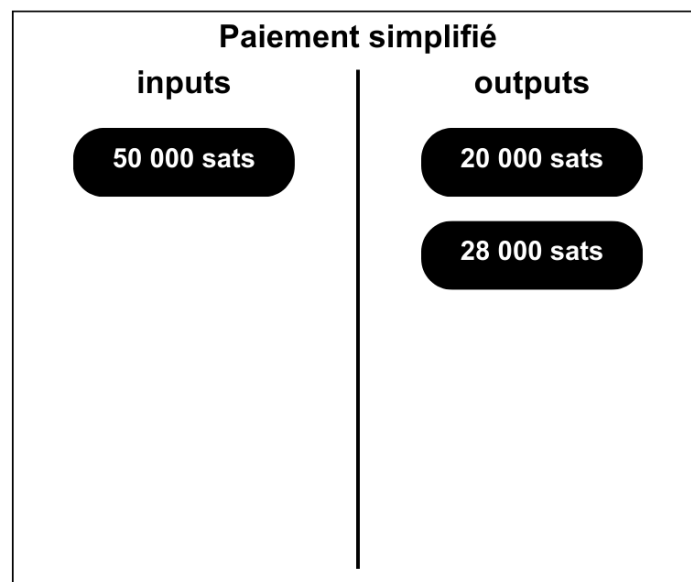 Paiement simplifié
inputs
outputs
50 000 sats
20 000 sats
28 000 sats